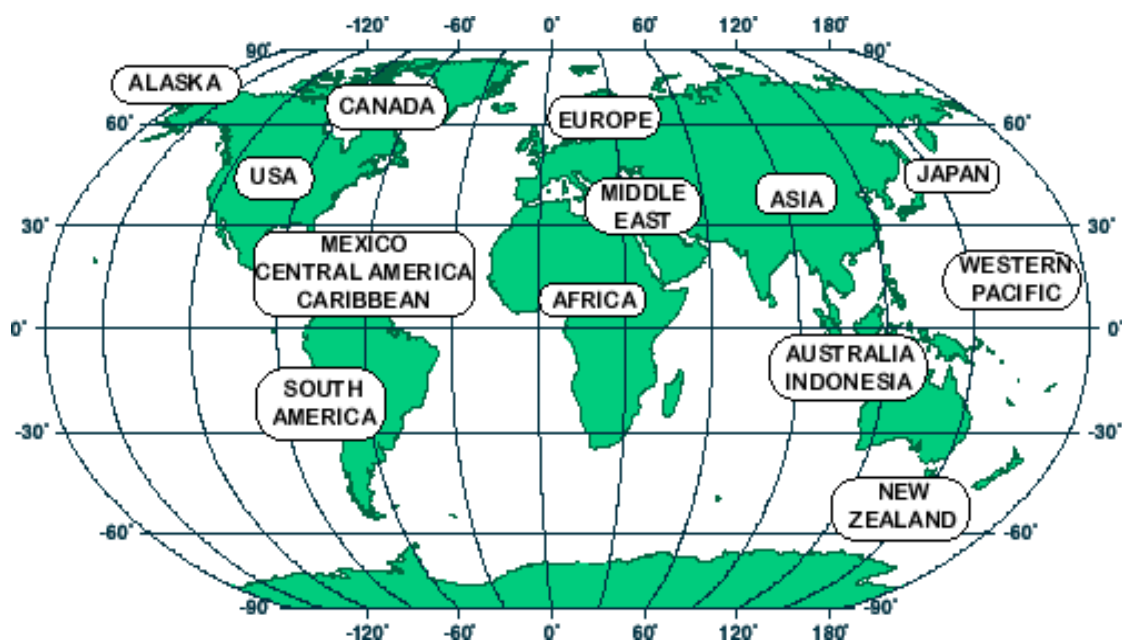 -120° -60° 0° 60° 120° 180°
90° 90°
ALASKA
CANADA
60° EUROPE 60°
USA
MIDDLE
EAST
ASIA
JAPAN
30° 30°
MEXICO
CENTRAL AMERICA
CARIBBEAN
WESTERN
PACIFIC
AFRICA
0° 0°
AUSTRALIA
INDONESIA
SOUTH
AMERICA
-30° -30°
NEW
ZEALAND
-60° -60°
-90° -90°
-120° -60° 0° 60° 120° 180°